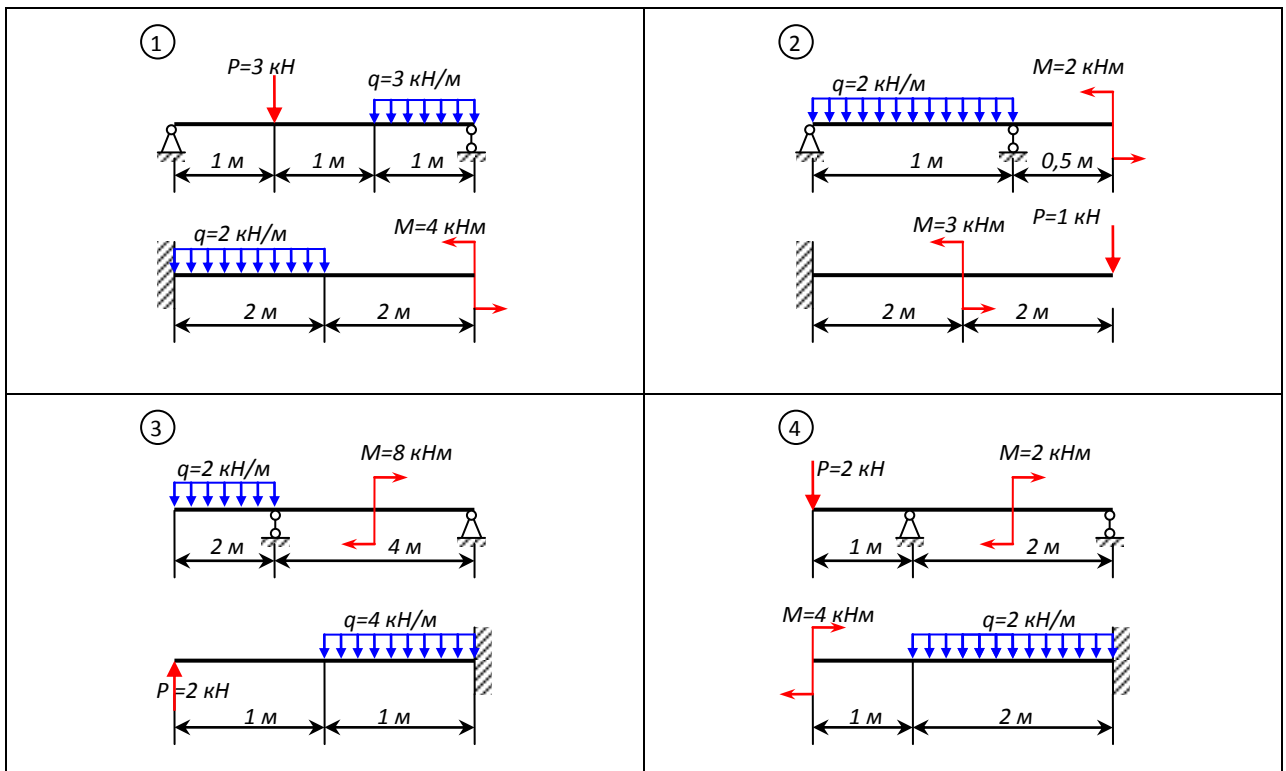 1
P=3 кН
q=3 кН/м
1 м
1 м
1 м
q=2 кН/м
M=4 кНм
2 м
2 м
2
q=2 кН/м
M=2 кНм
1 м
0,5 м
M=3 кНм
P=1 кН
2 м
2 м
3
q=2 кН/м
M=8 кНм
2 м
4 м
q=4 кН/м
P=2 кН
1 м
1 м
4
P=2 кН
M=2 кНм
1 м
2 м
M=4 кНм
q=2 кН/м
1 м
2 м